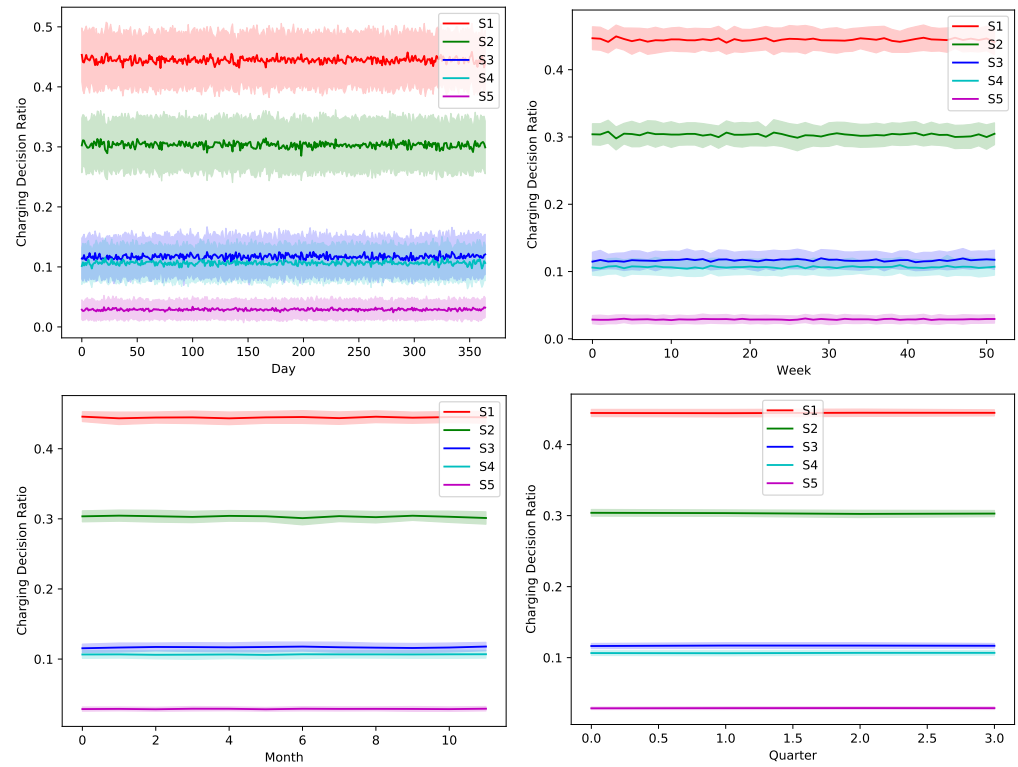 Charging Decision Ratio
0.5
0.4
0.3
0.2
0.1
0.0
0 50 100 150 200 250 300 350
Day
S1
S2
S3
S4
S5
Charging Decision Ratio
0.4
0.3
0.2
0.1
0.0
0 10 20 30 40 50
Week
S1
S2
S3
S4
S5
Charging Decision Ratio
0.4
0.3
0.2
0.1
0 2 4 6 8 10
Month
S1
S2
S3
S4
S5
Charging Decision Ratio
0.4
0.3
0.2
0.1
0.0 0.5 1.0 1.5 2.0 2.5 3.0
Quarter
S1
S2
S3
S4
S5